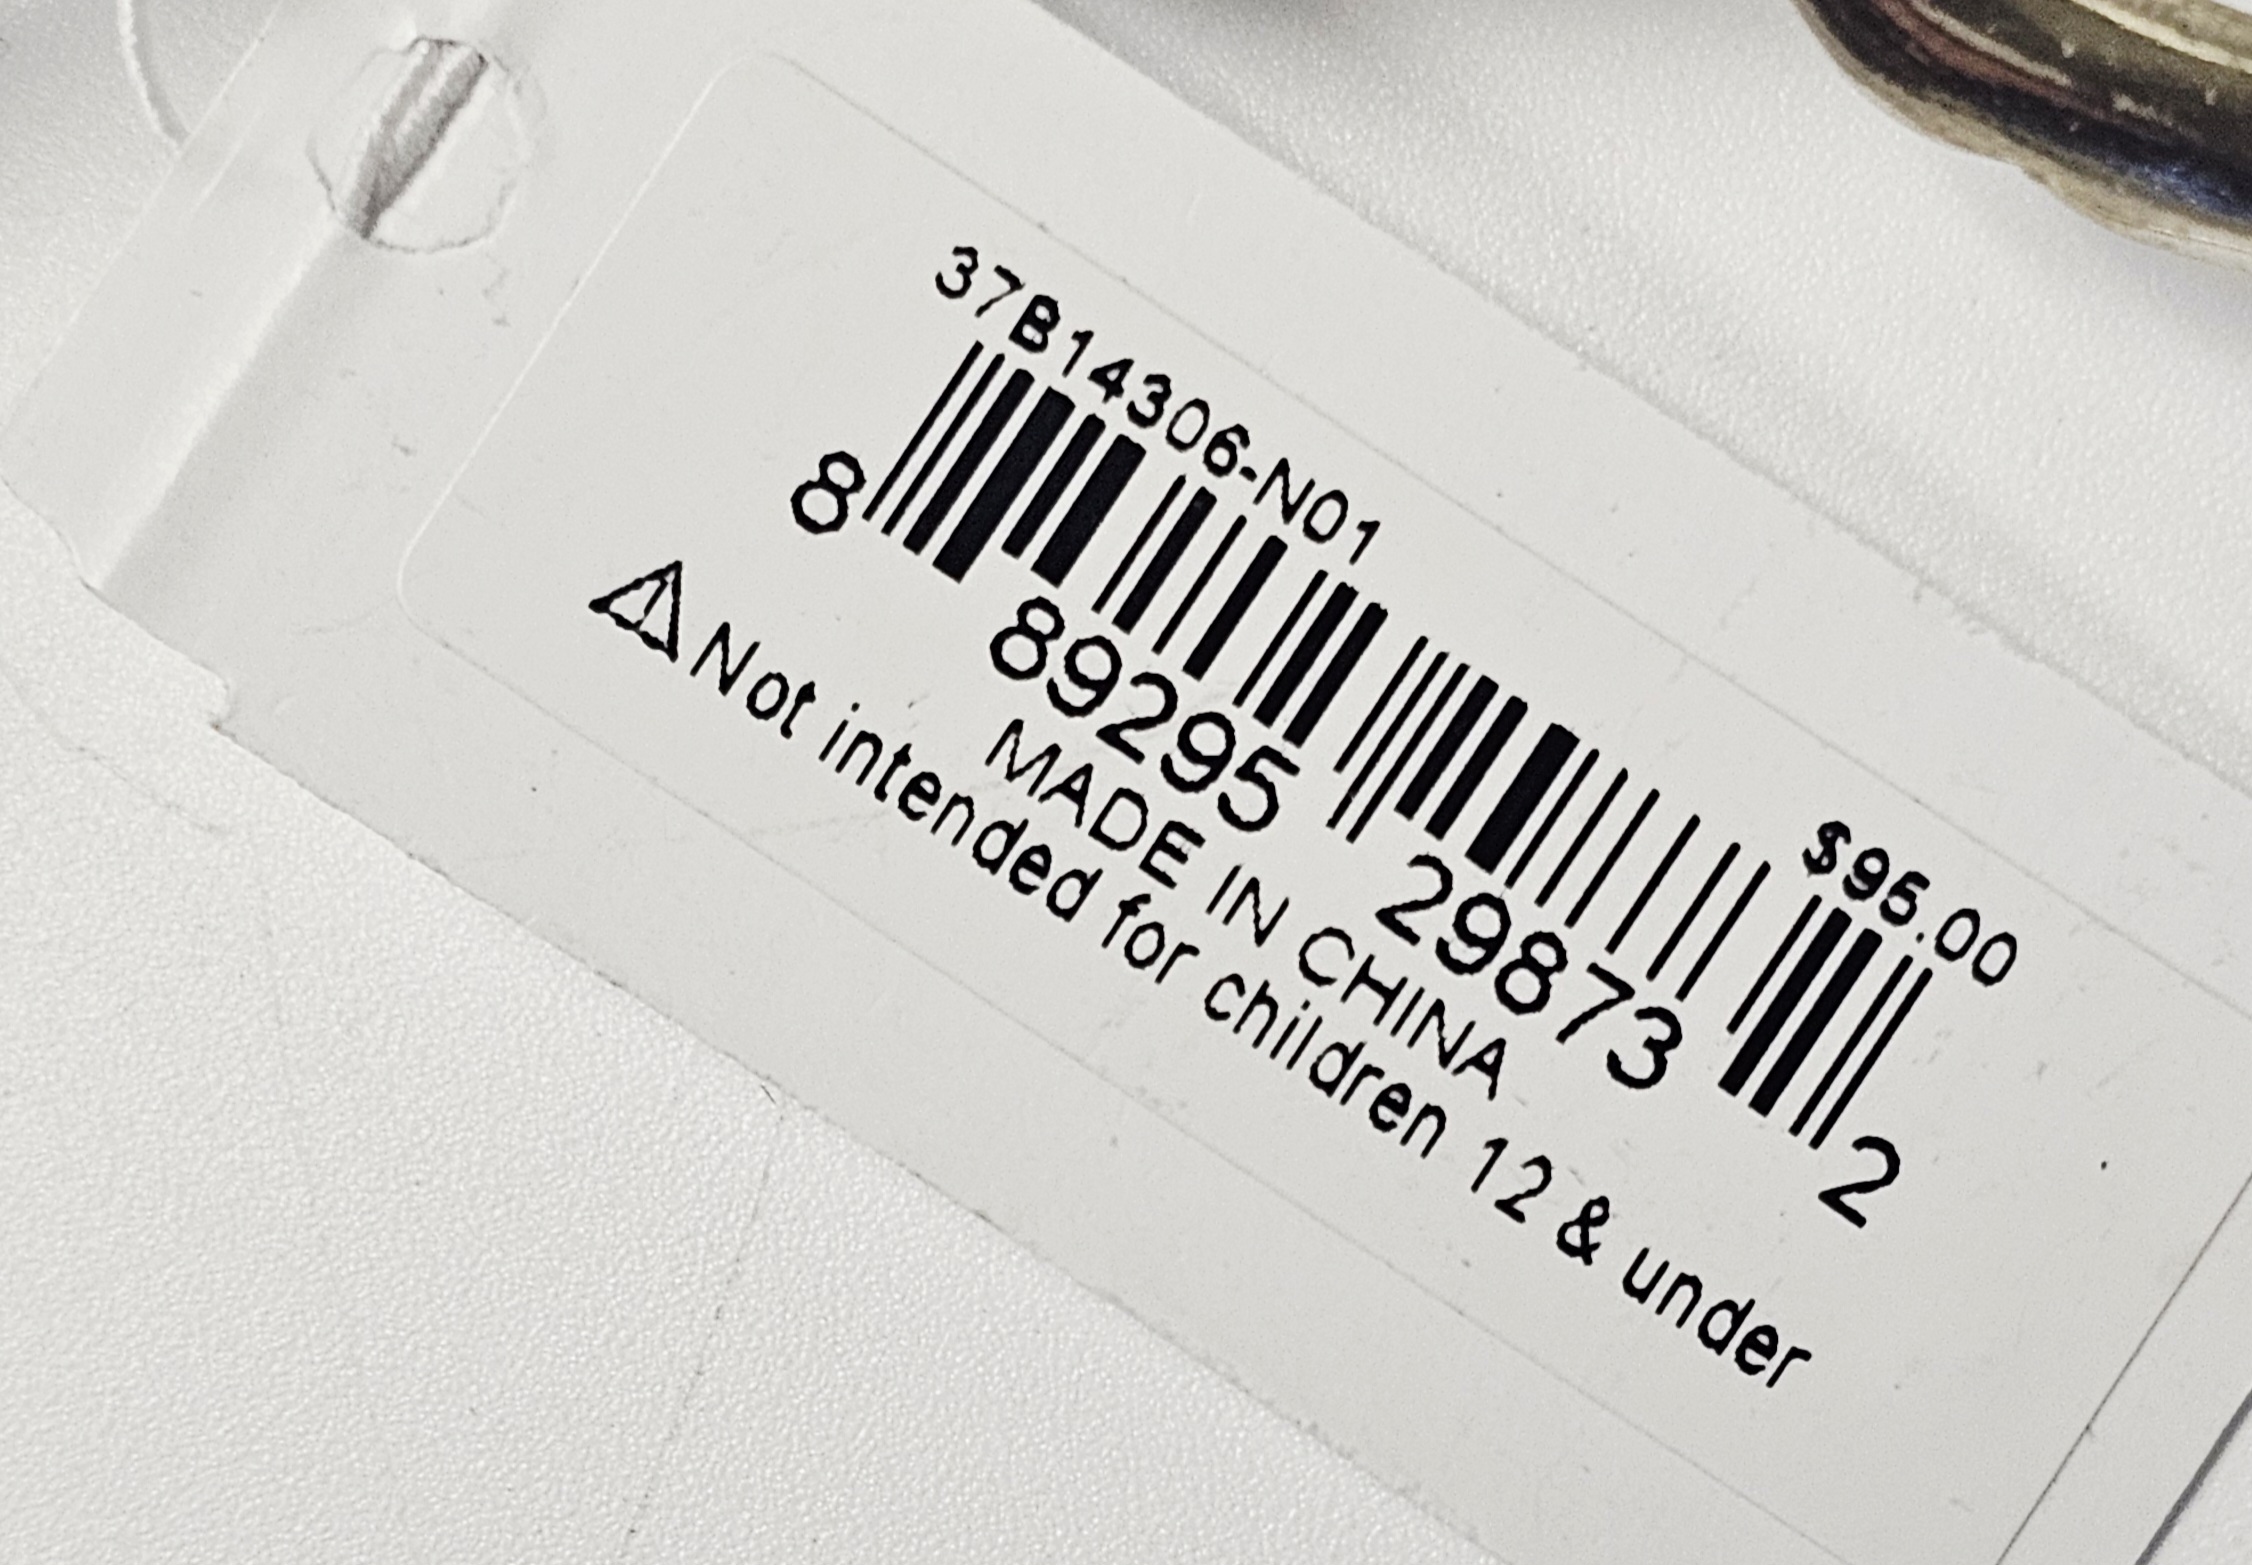 37B14306-N01
$95.00
8 89295 29873 2
MADE IN CHINA
⚠Not intended for children 12 & under